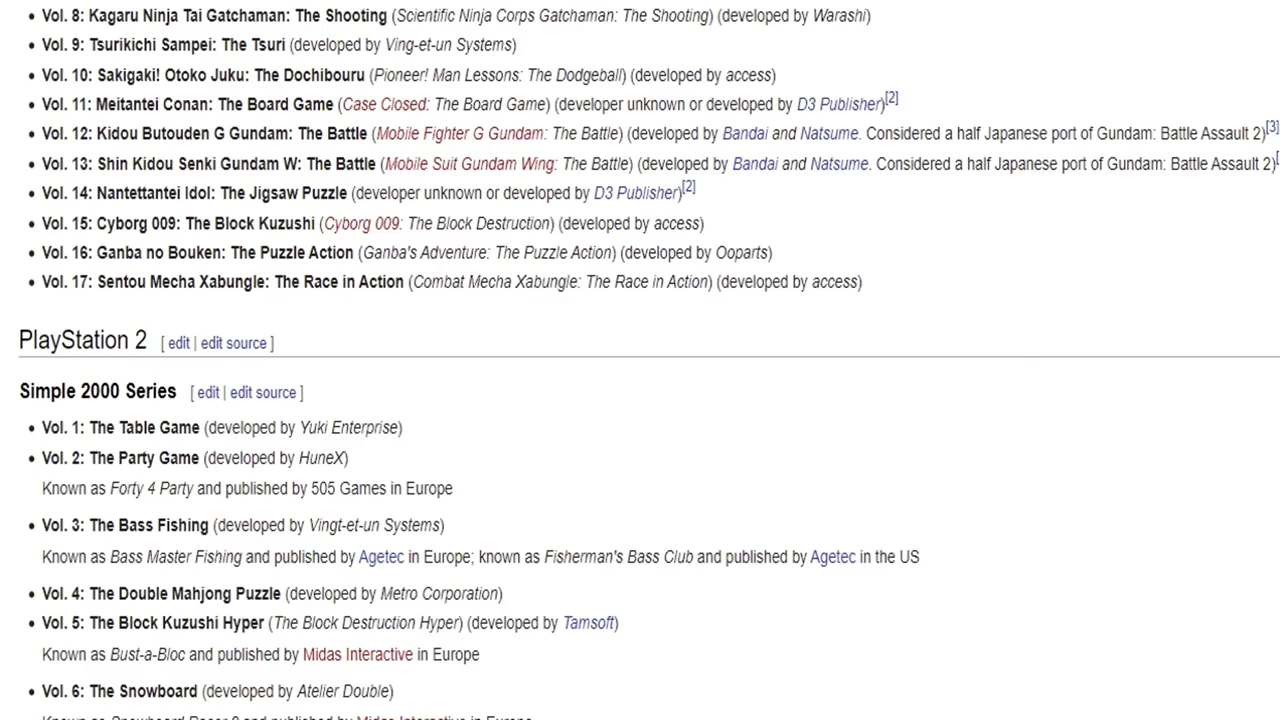 • Vol. 8: Kagaru Ninja Tai Gatchaman: The Shooting (Scientific Ninja Corps Gatchaman: The Shooting) (developed by Warashi)
• Vol. 9: Tsurikichi Sampei: The Tsuri (developed by Ving-et-un Systems)
• Vol. 10: Sakigaki! Otoko Juku: The Dochibouru (Pioneer! Man Lessons: The Dodgeball) (developed by access)
• Vol. 11: Meitantei Conan: The Board Game (Case Closed: The Board Game) (developer unknown or developed by D3 Publisher)[2]
• Vol. 12: Kidou Butouden G Gundam: The Battle (Mobile Fighter G Gundam: The Battle) (developed by Bandai and Natsume. Considered a half Japanese port of Gundam: Battle Assault 2)[3]
• Vol. 13: Shin Kidou Senki Gundam W: The Battle (Mobile Suit Gundam Wing: The Battle) (developed by Bandai and Natsume. Considered a half Japanese port of Gundam: Battle Assault 2)[
• Vol. 14: Nantettantei Idol: The Jigsaw Puzzle (developer unknown or developed by D3 Publisher)[2]
• Vol. 15: Cyborg 009: The Block Kuzushi (Cyborg 009: The Block Destruction) (developed by access)
• Vol. 16: Ganba no Bouken: The Puzzle Action (Ganba's Adventure: The Puzzle Action) (developed by Ooparts)
• Vol. 17: Sentou Mecha Xabungle: The Race in Action (Combat Mecha Xabungle: The Race in Action) (developed by access)
PlayStation 2 [ edit | edit source ]
Simple 2000 Series [ edit | edit source ]
• Vol. 1: The Table Game (developed by Yuki Enterprise)
• Vol. 2: The Party Game (developed by HuneX)
Known as Forty 4 Party and published by 505 Games in Europe
• Vol. 3: The Bass Fishing (developed by Vingt-et-un Systems)
Known as Bass Master Fishing and published by Agetec in Europe; known as Fisherman's Bass Club and published by Agetec in the US
• Vol. 4: The Double Mahjong Puzzle (developed by Metro Corporation)
• Vol. 5: The Block Kuzushi Hyper (The Block Destruction Hyper) (developed by Tamsoft)
Known as Bust-a-Bloc and published by Midas Interactive in Europe
• Vol. 6: The Snowboard (developed by Atelier Double)
Known as Snowboard Racer 2 and published by Midas Interactive in Europe